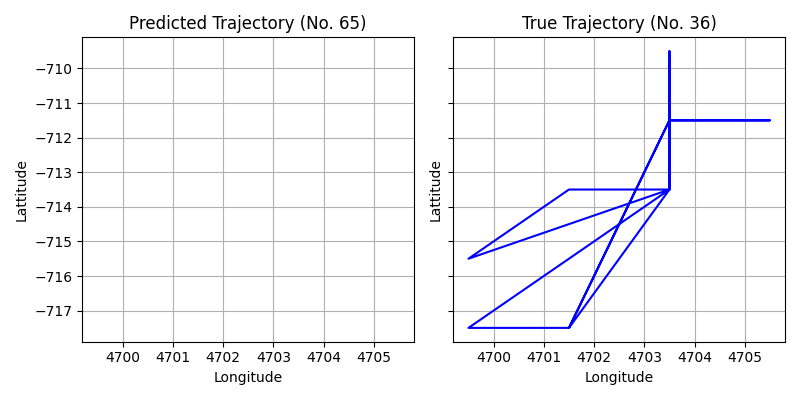 Predicted Trajectory (No. 65)
True Trajectory (No. 36)
Lattitude
−710
−711
−712
−713
−714
−715
−716
−717
4700 4701 4702 4703 4704 4705
Longitude
Lattitude
4700 4701 4702 4703 4704 4705
Longitude